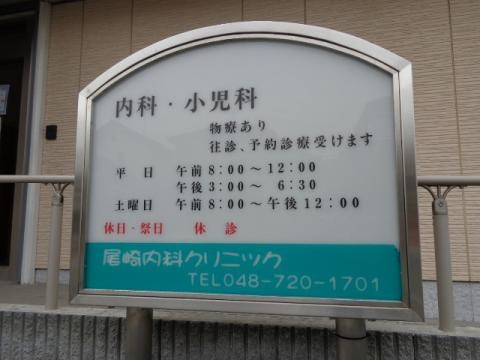 内科・小児科
物療あり
往診、予約診療受けます
平 日 午前8:00〜12:00
午後3:00〜 6:30
土曜日 午前8:00〜午後12:00
休日・祭日 休 診
尾崎内科クリニック
TEL048-720-1701